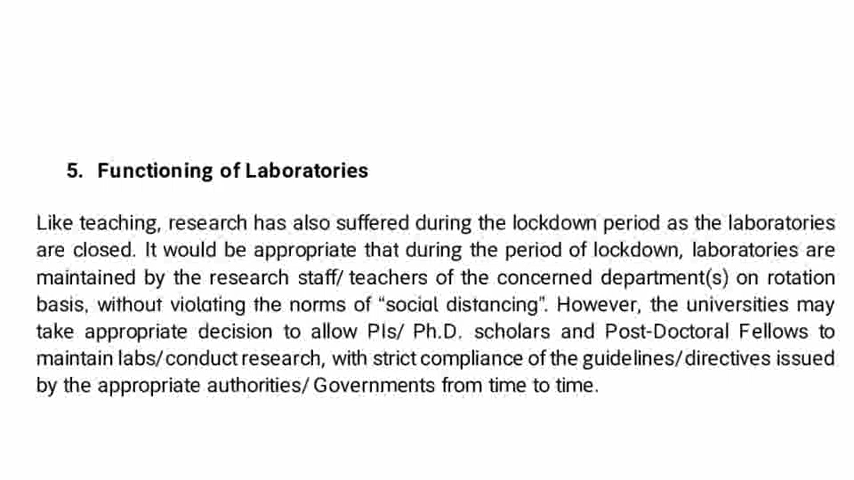 5. Functioning of Laboratories
Like teaching, research has also suffered during the lockdown period as the laboratories
are closed. It would be appropriate that during the period of lockdown, laboratories are
maintained by the research staff/ teachers of the concerned department(s) on rotation
basis, without violating the norms of “social distancing”. However, the universities may
take appropriate decision to allow PIs/ Ph.D. scholars and Post-Doctoral Fellows to
maintain labs/conduct research, with strict compliance of the guidelines/directives issued
by the appropriate authorities/ Governments from time to time.